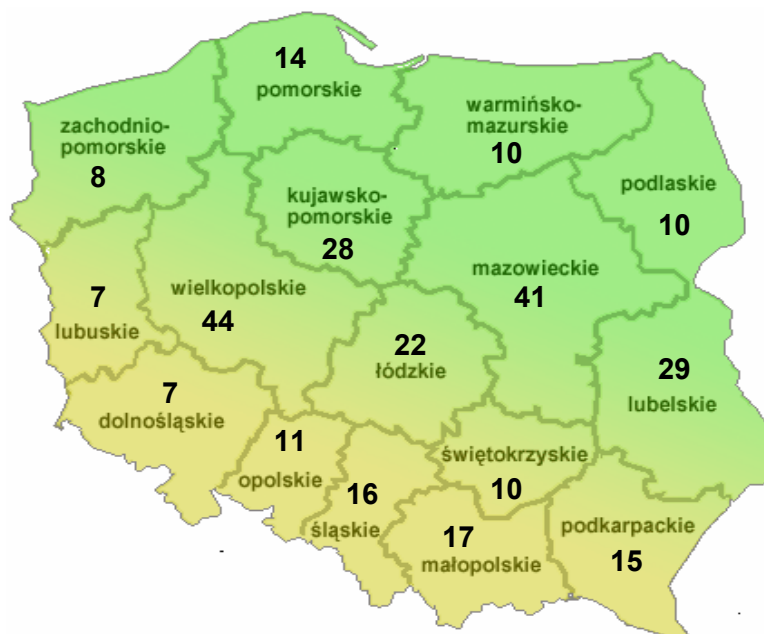 14
pomorskie
warmińsko-
mazurskie
10
zachodnio-
pomorskie
8
podlaskie
10
kujawsko-
pomorskie
28
mazowieckie
41
wielkopolskie
44
7
lubuskie
22
łódzkie
29
lubelskie
7
dolnośląskie
11
opolskie
świętokrzyskie
10
16
śląskie
17
małopolskie
podkarpackie
15